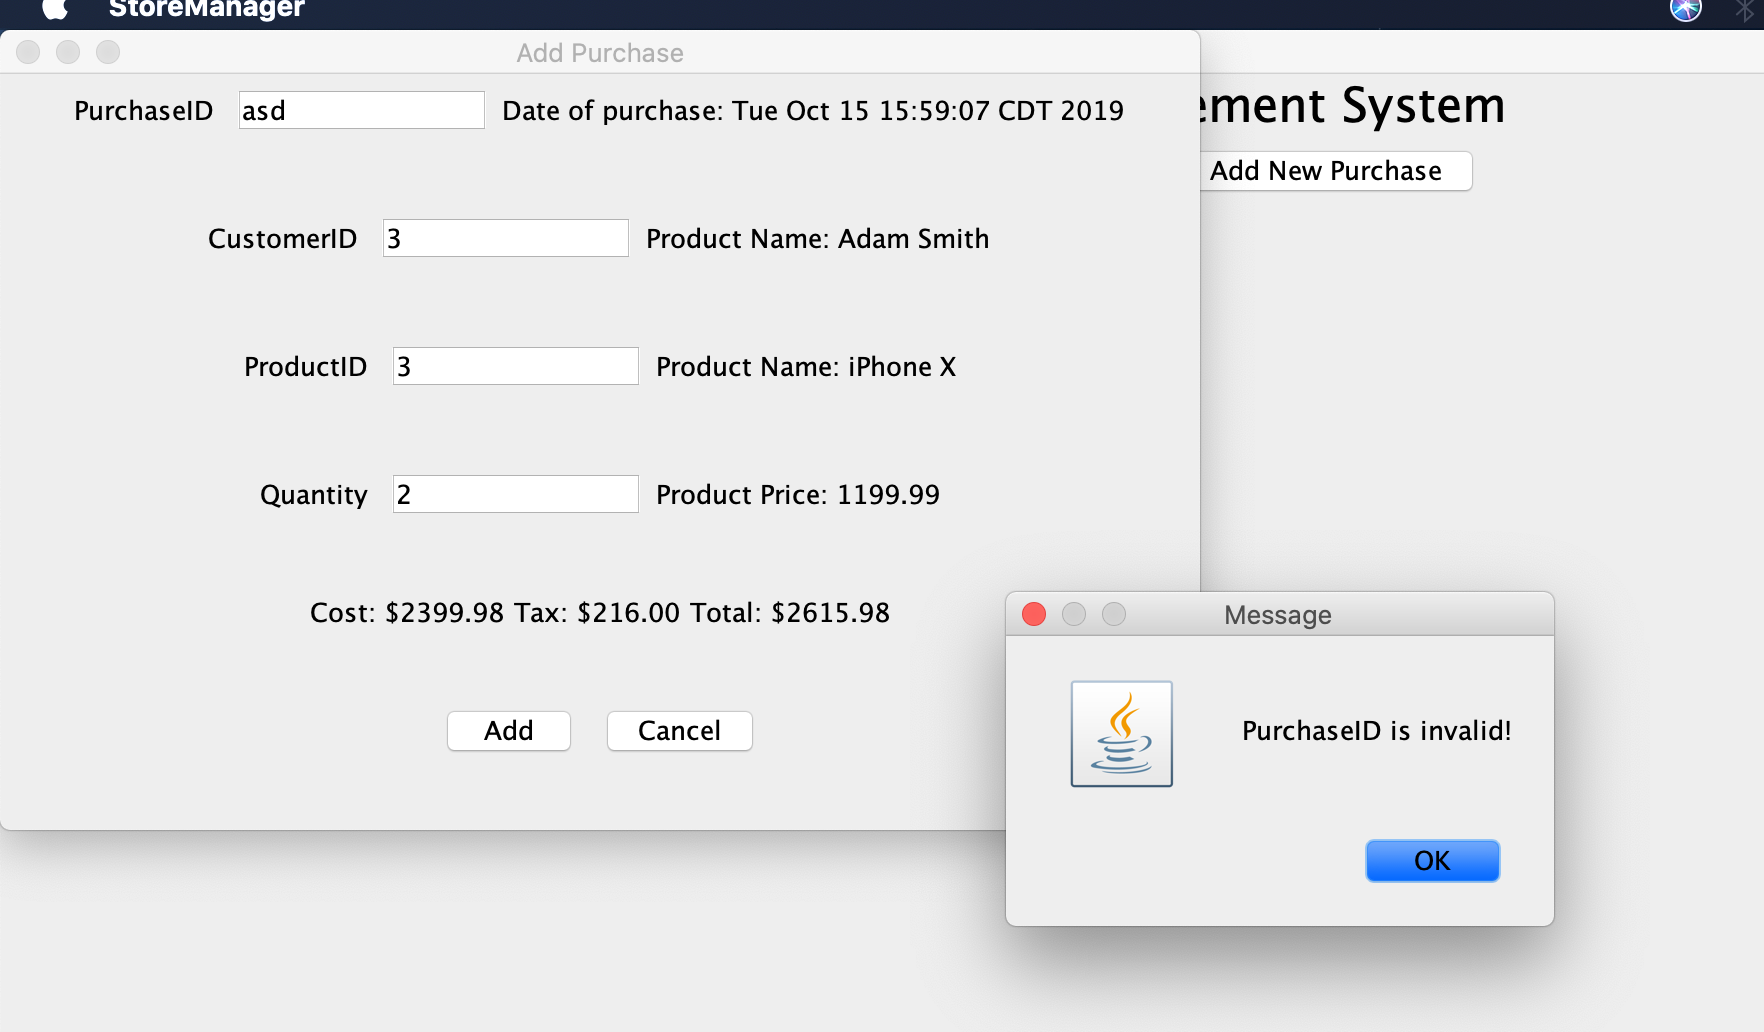 StoreManager
Add Purchase
PurchaseID asd Date of purchase: Tue Oct 15 15:59:07 CDT 2019
ement System
Add New Purchase
CustomerID 3 Product Name: Adam Smith
ProductID 3 Product Name: iPhone X
Quantity 2 Product Price: 1199.99
Cost: $2399.98 Tax: $216.00 Total: $2615.98
Add Cancel
Message
PurchaseID is invalid!
OK